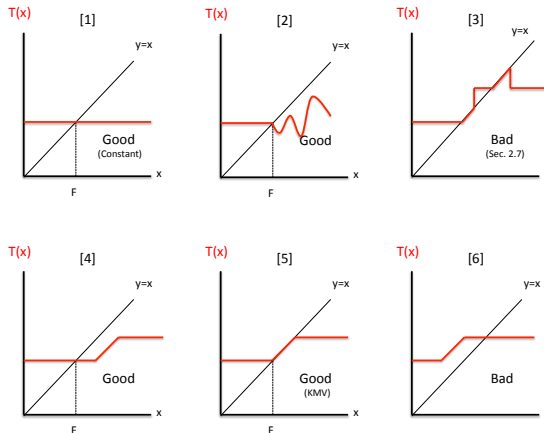 T(x) [1] y=x
Good
(Constant)
x
F
T(x) [2] y=x
Good
x
F
T(x) [3] y=x
Bad
(Sec. 2.7)
x
T(x) [4] y=x
Good
x
F
T(x) [5] y=x
Good
(KMV)
x
F
T(x) [6] y=x
Bad
x